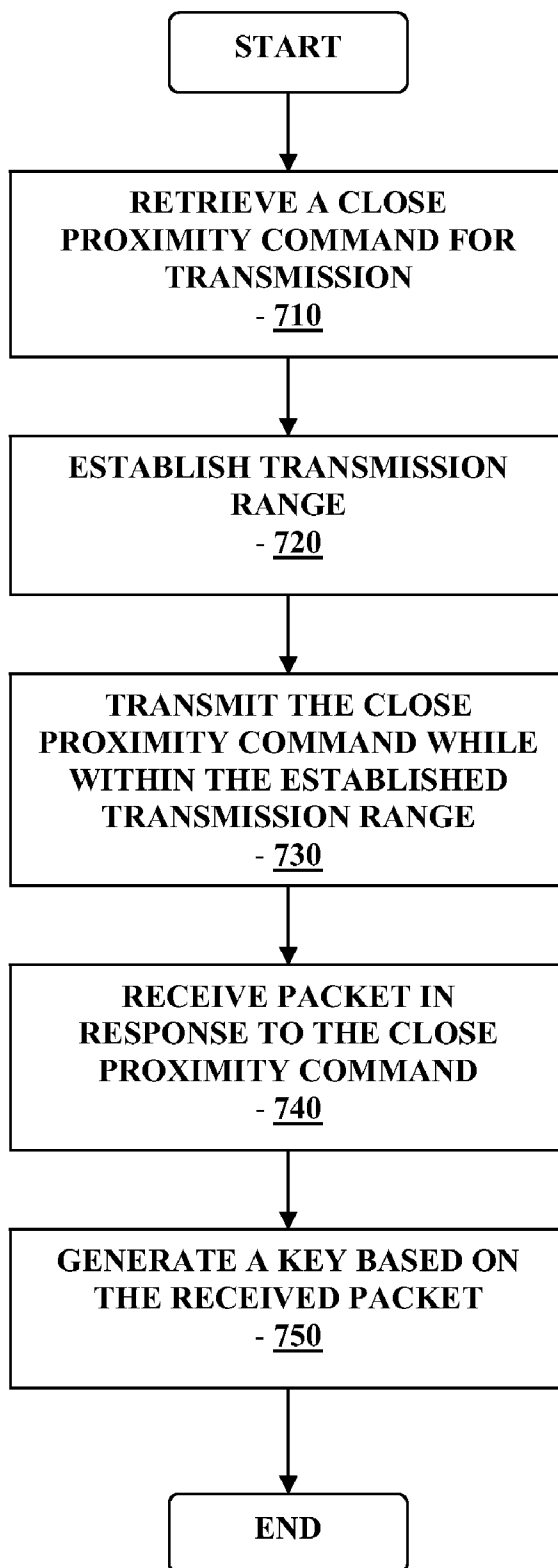 START
RETRIEVE A CLOSE
PROXIMITY COMMAND FOR
TRANSMISSION
- 710
ESTABLISH TRANSMISSION
RANGE
- 720
TRANSMIT THE CLOSE
PROXIMITY COMMAND WHILE
WITHIN THE ESTABLISHED
TRANSMISSION RANGE
- 730
RECEIVE PACKET IN
RESPONSE TO THE CLOSE
PROXIMITY COMMAND
- 740
GENERATE A KEY BASED ON
THE RECEIVED PACKET
- 750
END